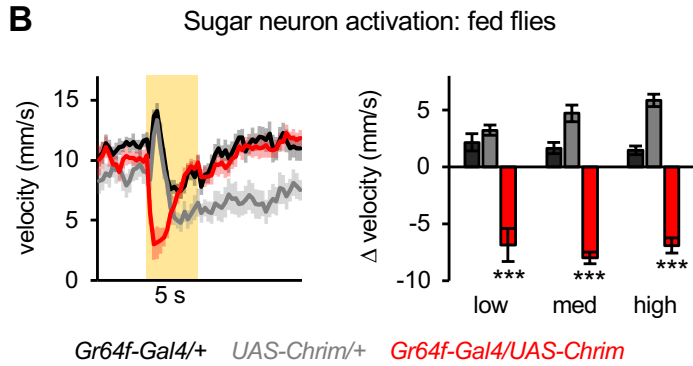 B
Sugar neuron activation: fed flies
velocity (mm/s)
15
10
5
0
5 s
Δ velocity (mm/s)
5
0
-5
-10
***
***
***
low med high
Gr64f-Gal4/+ UAS-Chrim/+ Gr64f-Gal4/UAS-Chrim